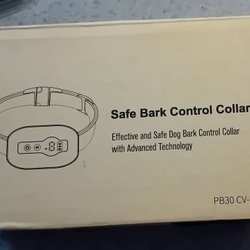 Safe Bark Control Collar
Effective and Safe Dog Bark Control Collar
with Advanced Technology
PB30 CV-